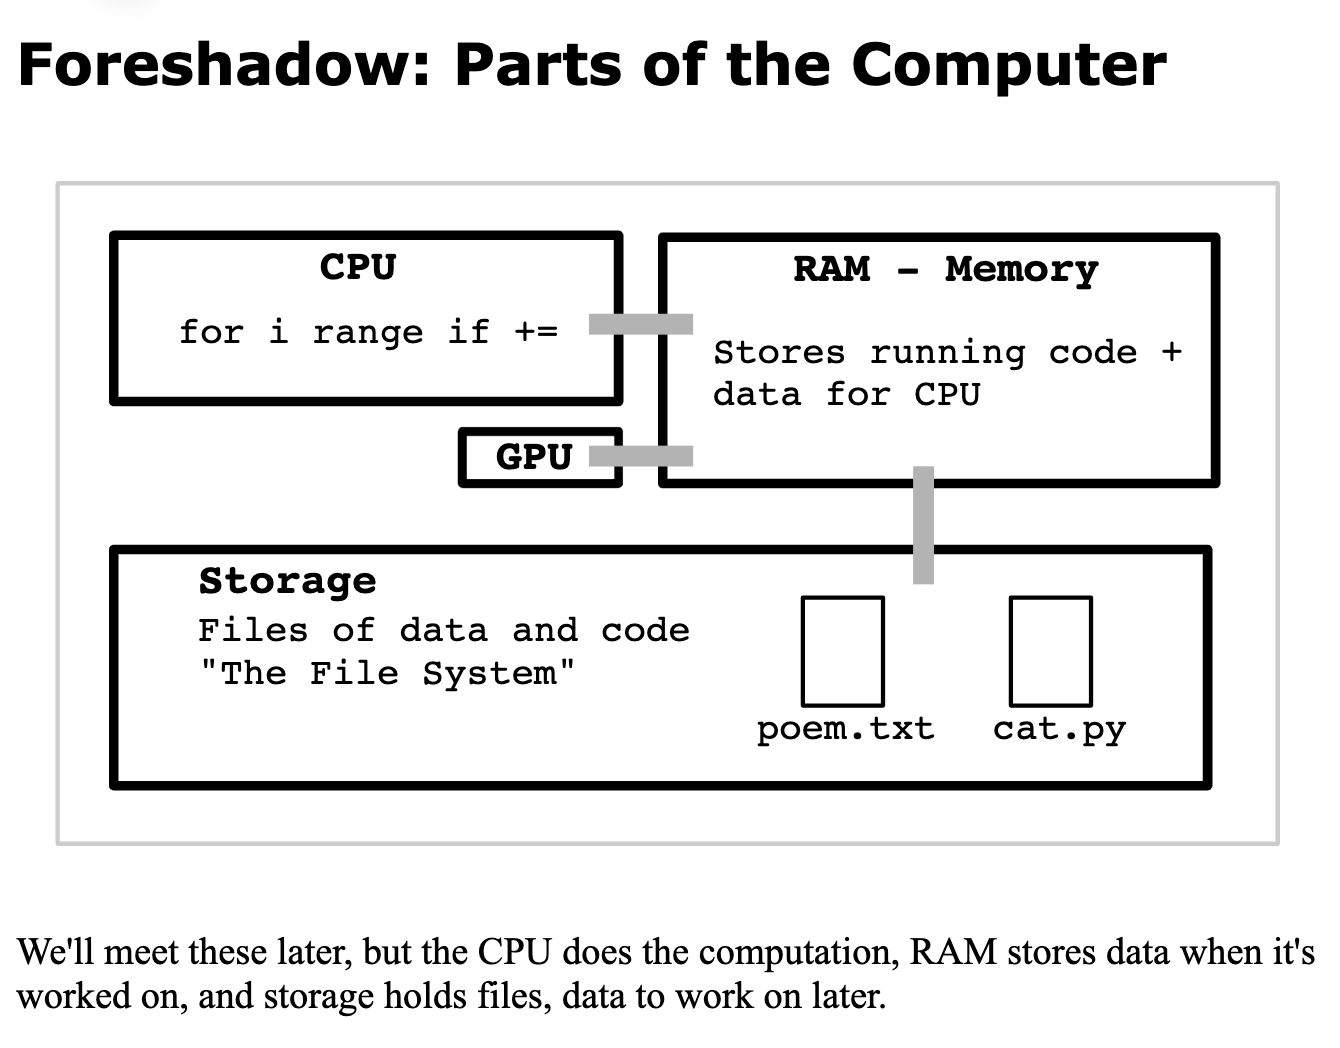 Foreshadow: Parts of the Computer
CPU
for i range if +=
RAM – Memory
Stores running code +
data for CPU
GPU
Storage
Files of data and code
"The File System"
poem.txt
cat.py
We'll meet these later, but the CPU does the computation, RAM stores data when it's
worked on, and storage holds files, data to work on later.